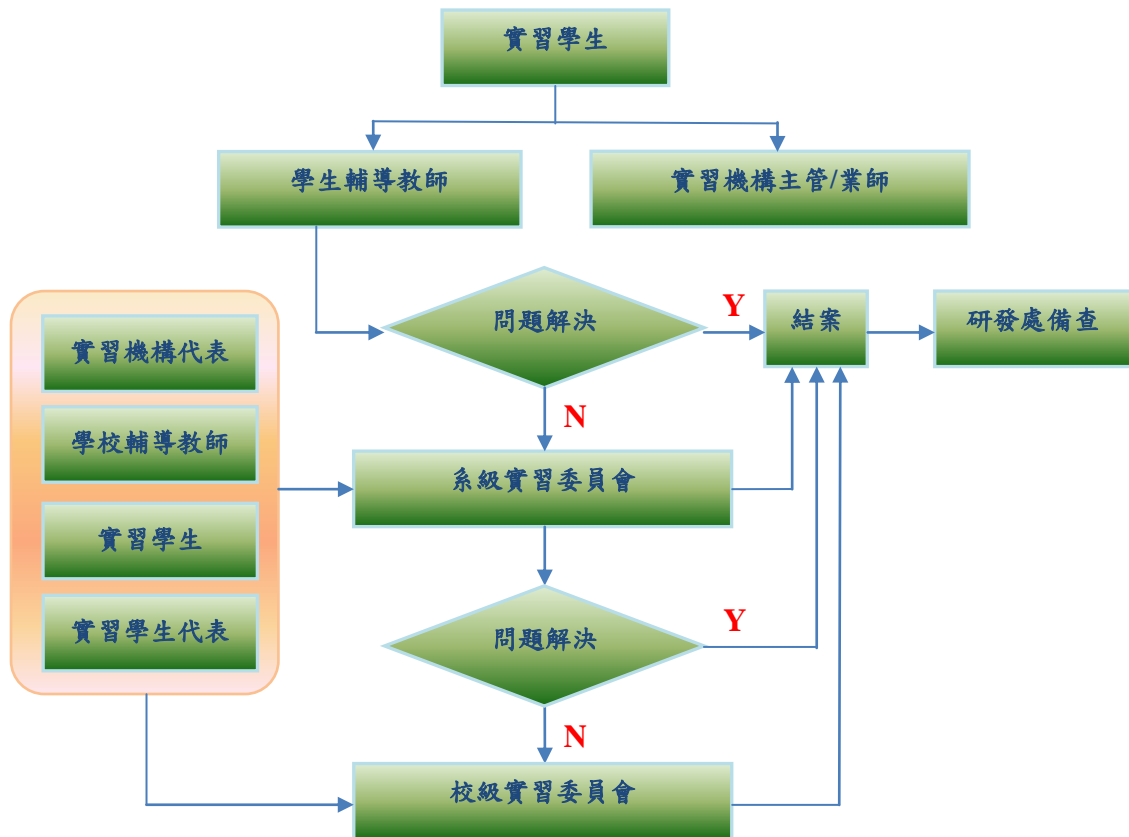 實習學生
學生輔導教師
實習機構主管/業師
問題解決
Y
結案
研發處備查
N
實習機構代表
學校輔導教師
實習學生
實習學生代表
系級實習委員會
問題解決
Y
N
校級實習委員會